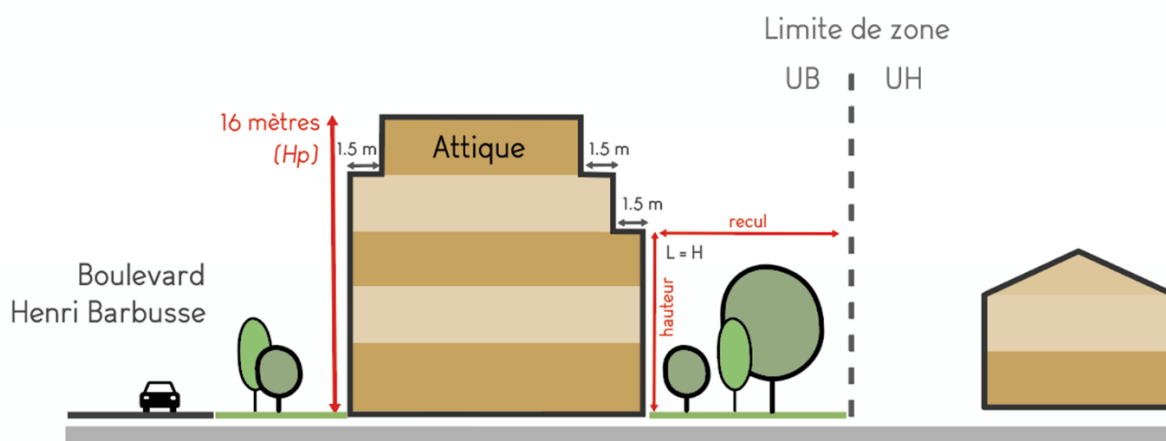 Limite de zone
UB
UH
16 mètres
(Hp)
1.5 m
Attique
1.5 m
1.5 m
recul
L = H
hauteur
Boulevard
Henri Barbusse